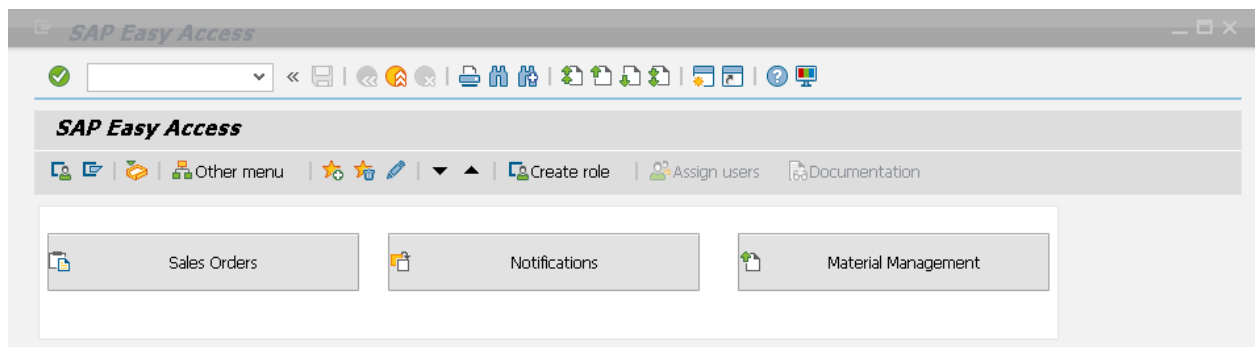 SAP Easy Access
SAP Easy Access
Other menu Create role Assign users Documentation
Sales Orders Notifications Material Management